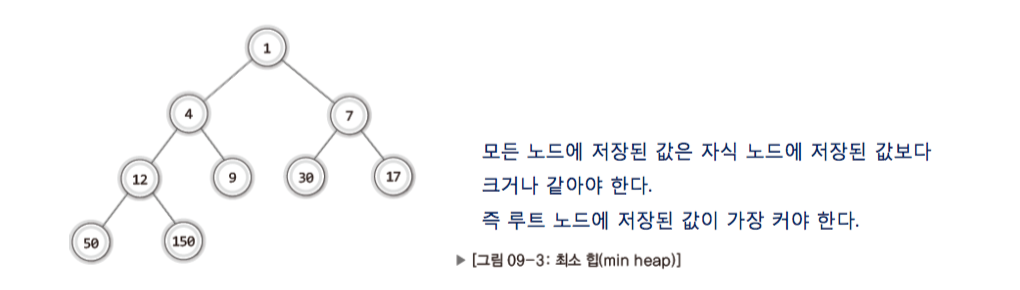 1
4
7
12
9
30
17
50
150
모든 노드에 저장된 값은 자식 노드에 저장된 값보다
크거나 같아야 한다.
즉 루트 노드에 저장된 값이 가장 커야 한다.
▶ [그림 09-3: 최소 힙(min heap)]